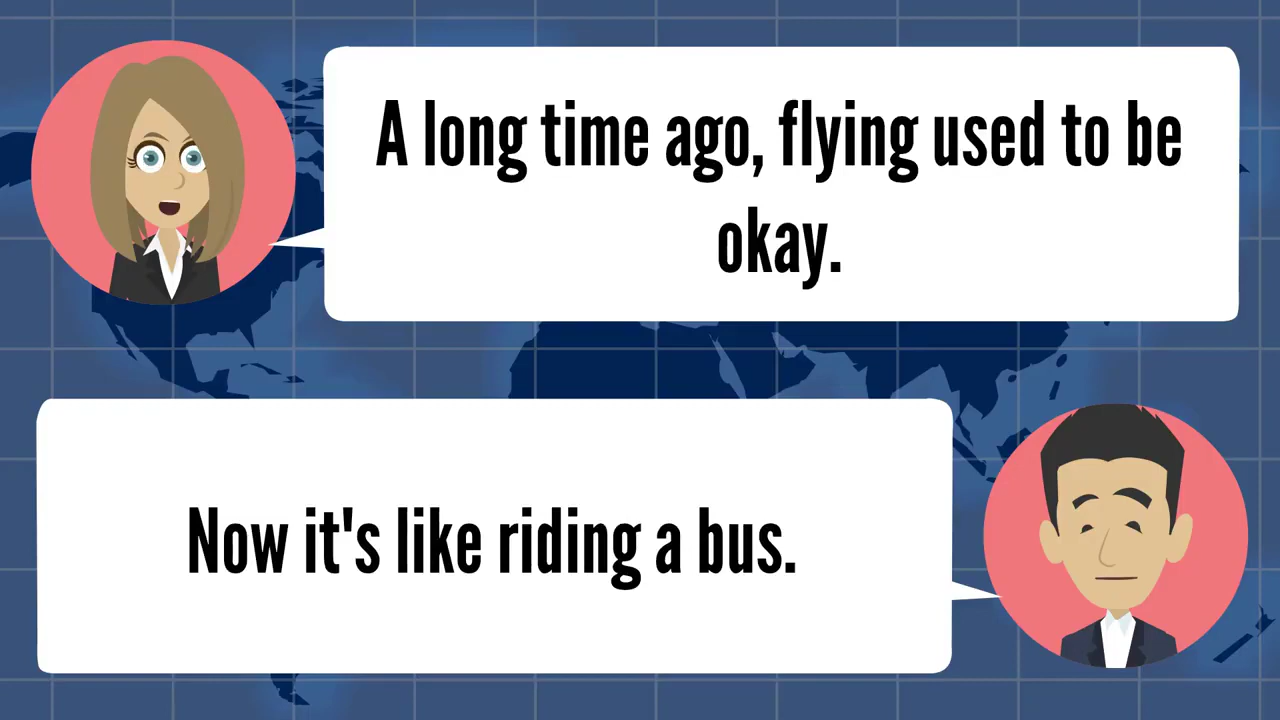 A long time ago, flying used to be
okay.
Now it's like riding a bus.